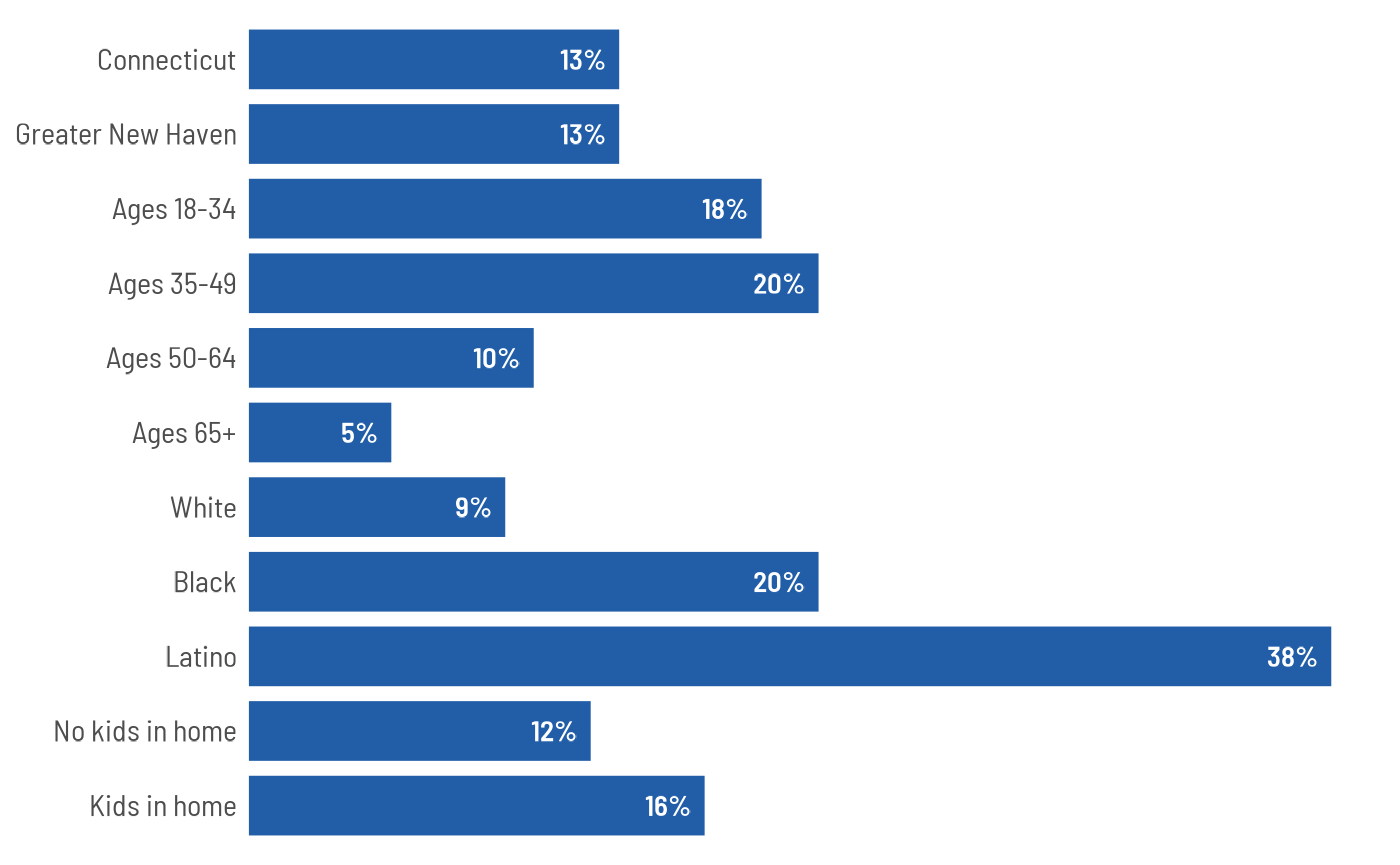 Connecticut 13%
Greater New Haven 13%
Ages 18-34 18%
Ages 35-49 20%
Ages 50-64 10%
Ages 65+ 5%
White 9%
Black 20%
Latino 38%
No kids in home 12%
Kids in home 16%